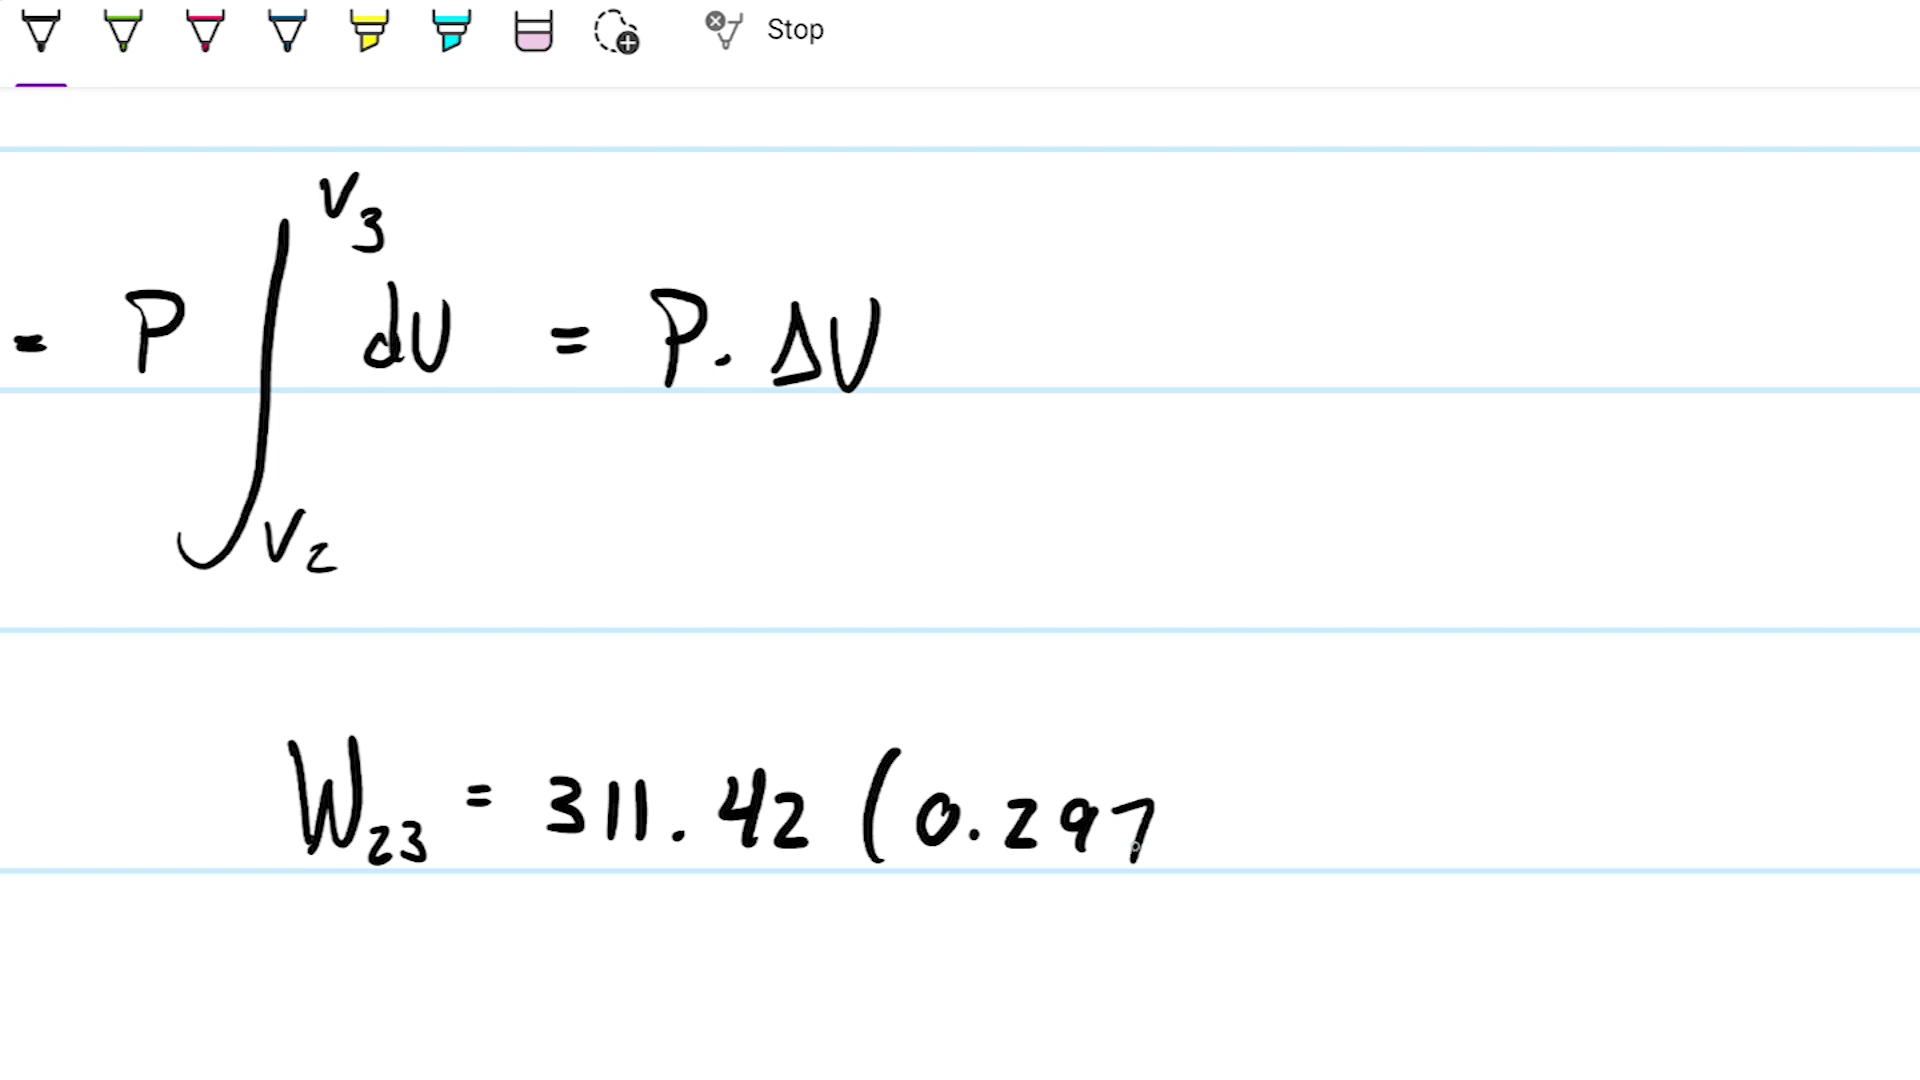 Stop
= P ∫ V₂ V₃ dV = P. ΔV
W₂₃ = 311.42 (0.297